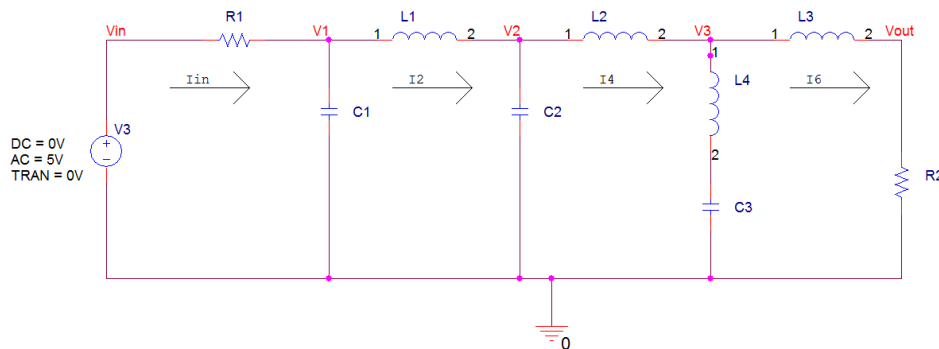 Vin
R1
V1
L1
V2
L2
V3
L3
Vout
1
2
1
2
1
2
1
Iin
I2
I4
L4
I6
C1
C2
V3
DC = 0V
AC = 5V
TRAN = 0V
2
R2
C3
0